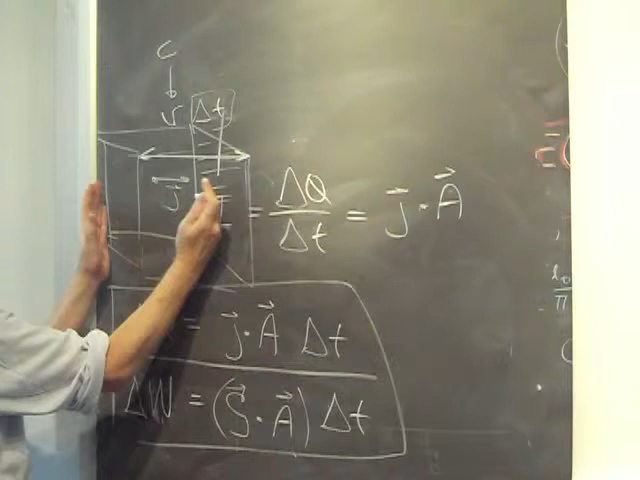 c
↓
v Δt
j⃗ = ΔQ/Δt = j⃗ · A⃗
= j⃗ · A⃗ Δt
ΔW = (S⃗ · A⃗) Δt